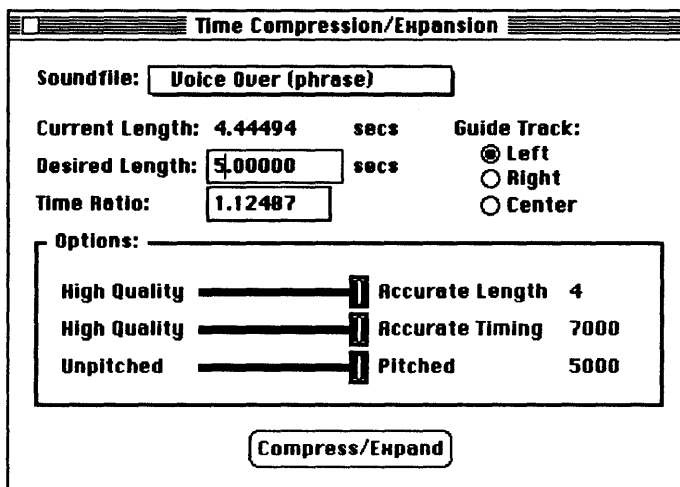 Time Compression/Expansion
Soundfile: Voice Over (phrase)
Current Length: 4.44494 secs Guide Track:
Desired Length: 5.00000 secs Left
Right
Time Ratio: 1.12487 Center
Options:
High Quality Accurate Length 4
High Quality Accurate Timing 7000
Unpitched Pitched 5000
Compress/Expand